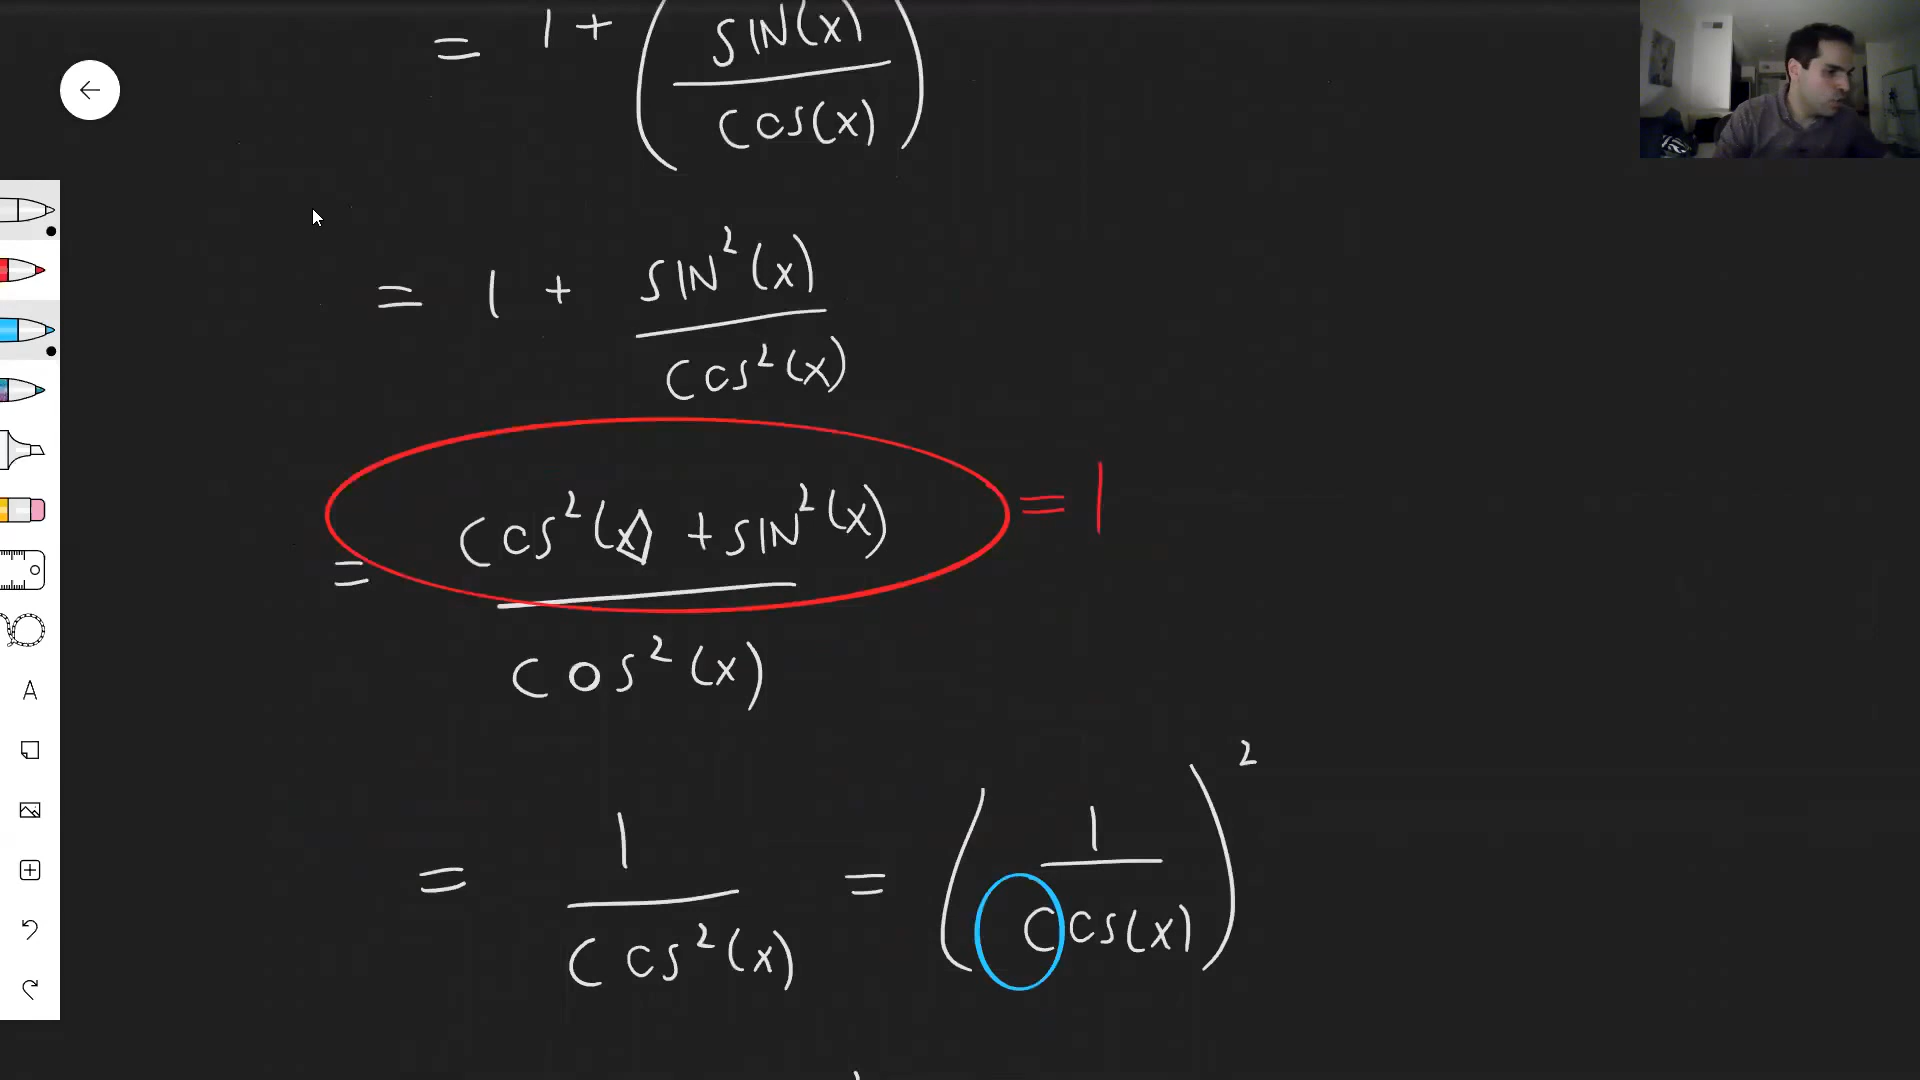 = 1 + (SIN(x)/COS(x))
= 1 + SIN²(x)/COS²(x)
= COS²(x) + SIN²(x)/COS²(x) = 1
= 1/COS²(x) = (1/COS(x))²
A